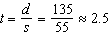 t = d/s = 135/55 ≈ 2.5